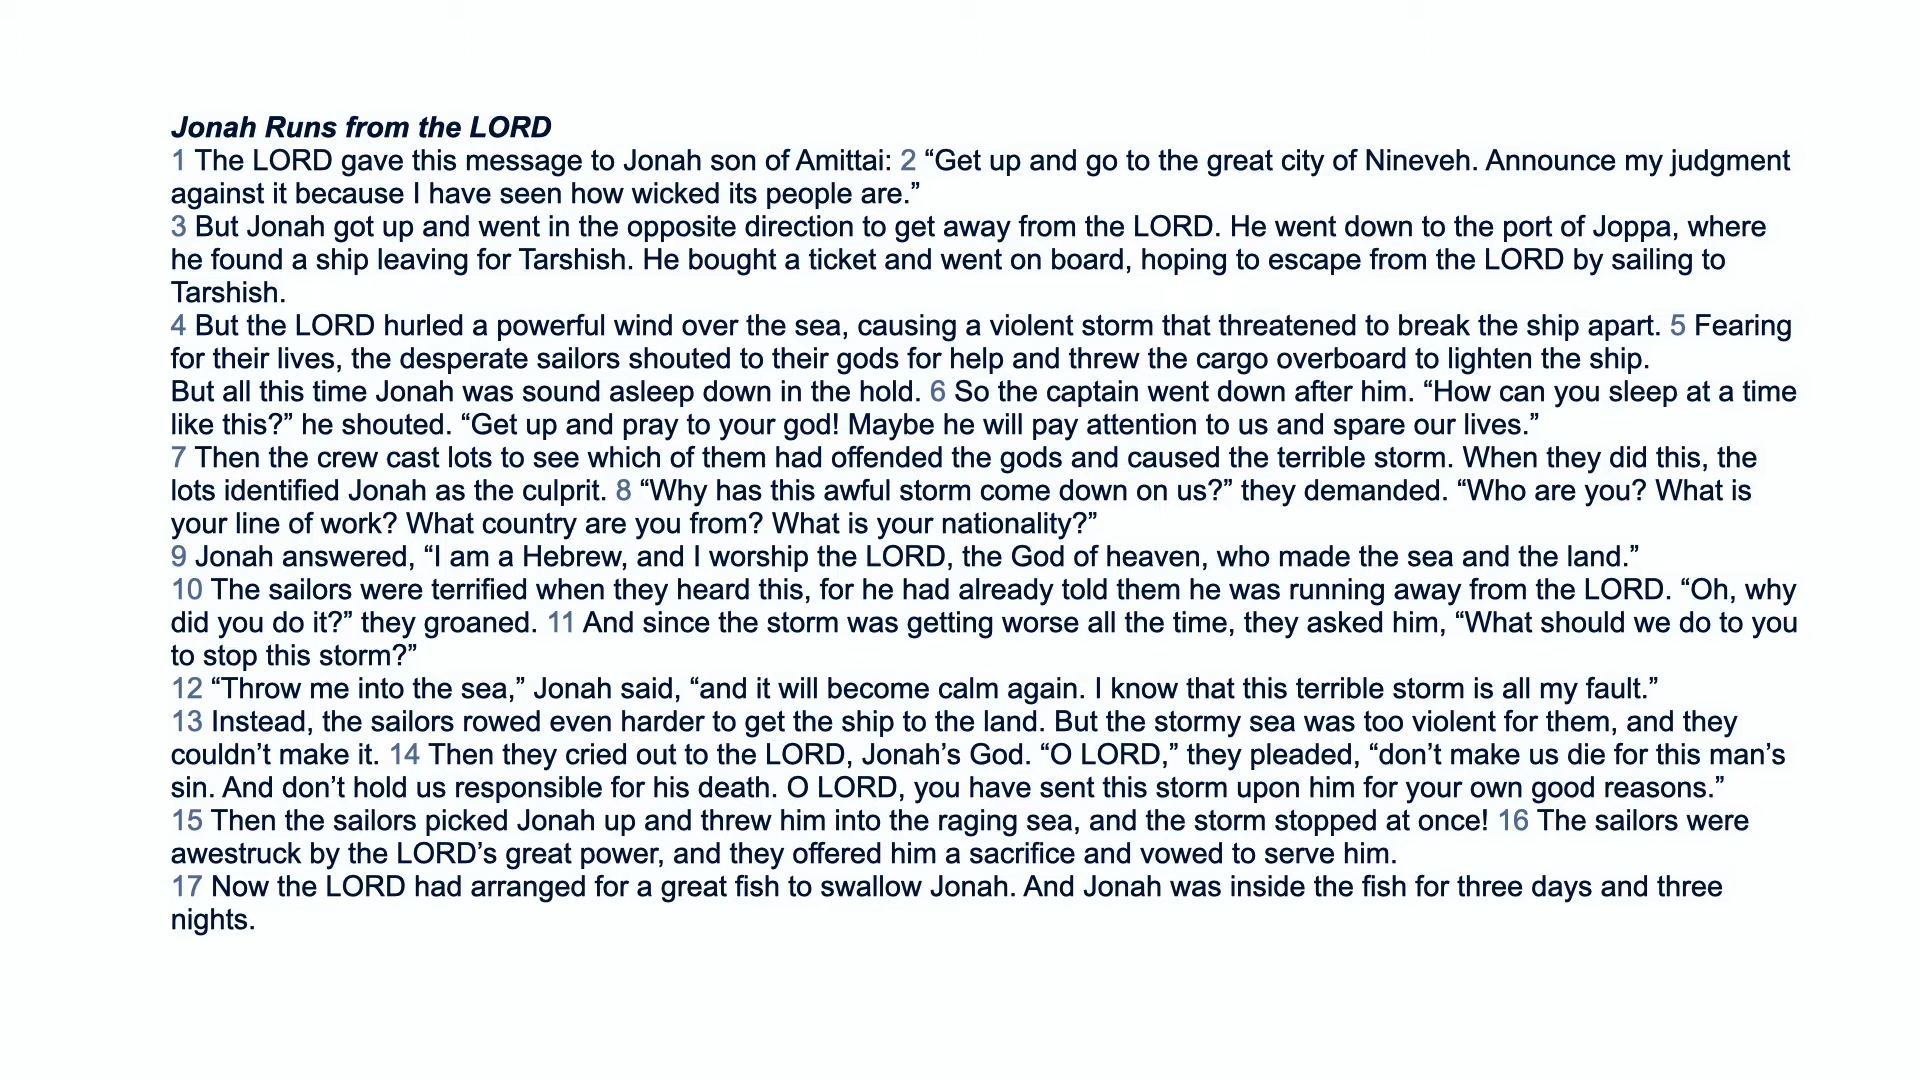 Jonah Runs from the LORD
1 The LORD gave this message to Jonah son of Amittai: 2 “Get up and go to the great city of Nineveh. Announce my judgment
against it because I have seen how wicked its people are.”
3 But Jonah got up and went in the opposite direction to get away from the LORD. He went down to the port of Joppa, where
he found a ship leaving for Tarshish. He bought a ticket and went on board, hoping to escape from the LORD by sailing to
Tarshish.
4 But the LORD hurled a powerful wind over the sea, causing a violent storm that threatened to break the ship apart. 5 Fearing
for their lives, the desperate sailors shouted to their gods for help and threw the cargo overboard to lighten the ship.
But all this time Jonah was sound asleep down in the hold. 6 So the captain went down after him. “How can you sleep at a time
like this?” he shouted. “Get up and pray to your god! Maybe he will pay attention to us and spare our lives.”
7 Then the crew cast lots to see which of them had offended the gods and caused the terrible storm. When they did this, the
lots identified Jonah as the culprit. 8 “Why has this awful storm come down on us?” they demanded. “Who are you? What is
your line of work? What country are you from? What is your nationality?”
9 Jonah answered, “I am a Hebrew, and I worship the LORD, the God of heaven, who made the sea and the land.”
10 The sailors were terrified when they heard this, for he had already told them he was running away from the LORD. “Oh, why
did you do it?” they groaned. 11 And since the storm was getting worse all the time, they asked him, “What should we do to you
to stop this storm?”
12 “Throw me into the sea,” Jonah said, “and it will become calm again. I know that this terrible storm is all my fault.”
13 Instead, the sailors rowed even harder to get the ship to the land. But the stormy sea was too violent for them, and they
couldn’t make it. 14 Then they cried out to the LORD, Jonah’s God. “O LORD,” they pleaded, “don’t make us die for this man’s
sin. And don’t hold us responsible for his death. O LORD, you have sent this storm upon him for your own good reasons.”
15 Then the sailors picked Jonah up and threw him into the raging sea, and the storm stopped at once! 16 The sailors were
awestruck by the LORD’s great power, and they offered him a sacrifice and vowed to serve him.
17 Now the LORD had arranged for a great fish to swallow Jonah. And Jonah was inside the fish for three days and three
nights.